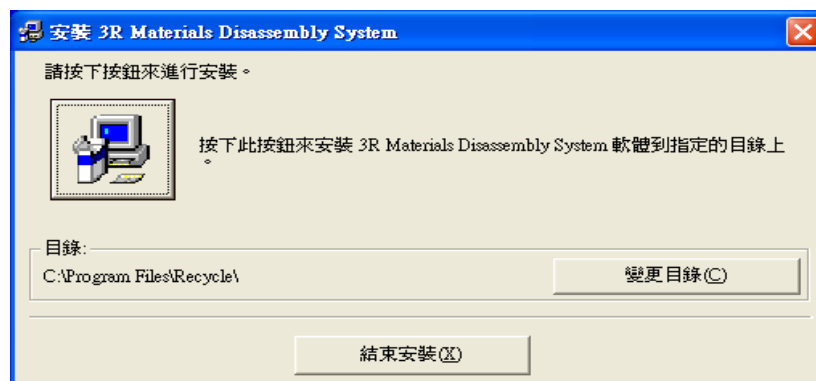 安裝 3R Materials Disassembly System
請按下按鈕來進行安裝。
按下此按鈕來安裝 3R Materials Disassembly System 軟體到指定的目錄上
。
目錄:
C:\Program Files\Recycle\
變更目錄(C)
結束安裝(X)